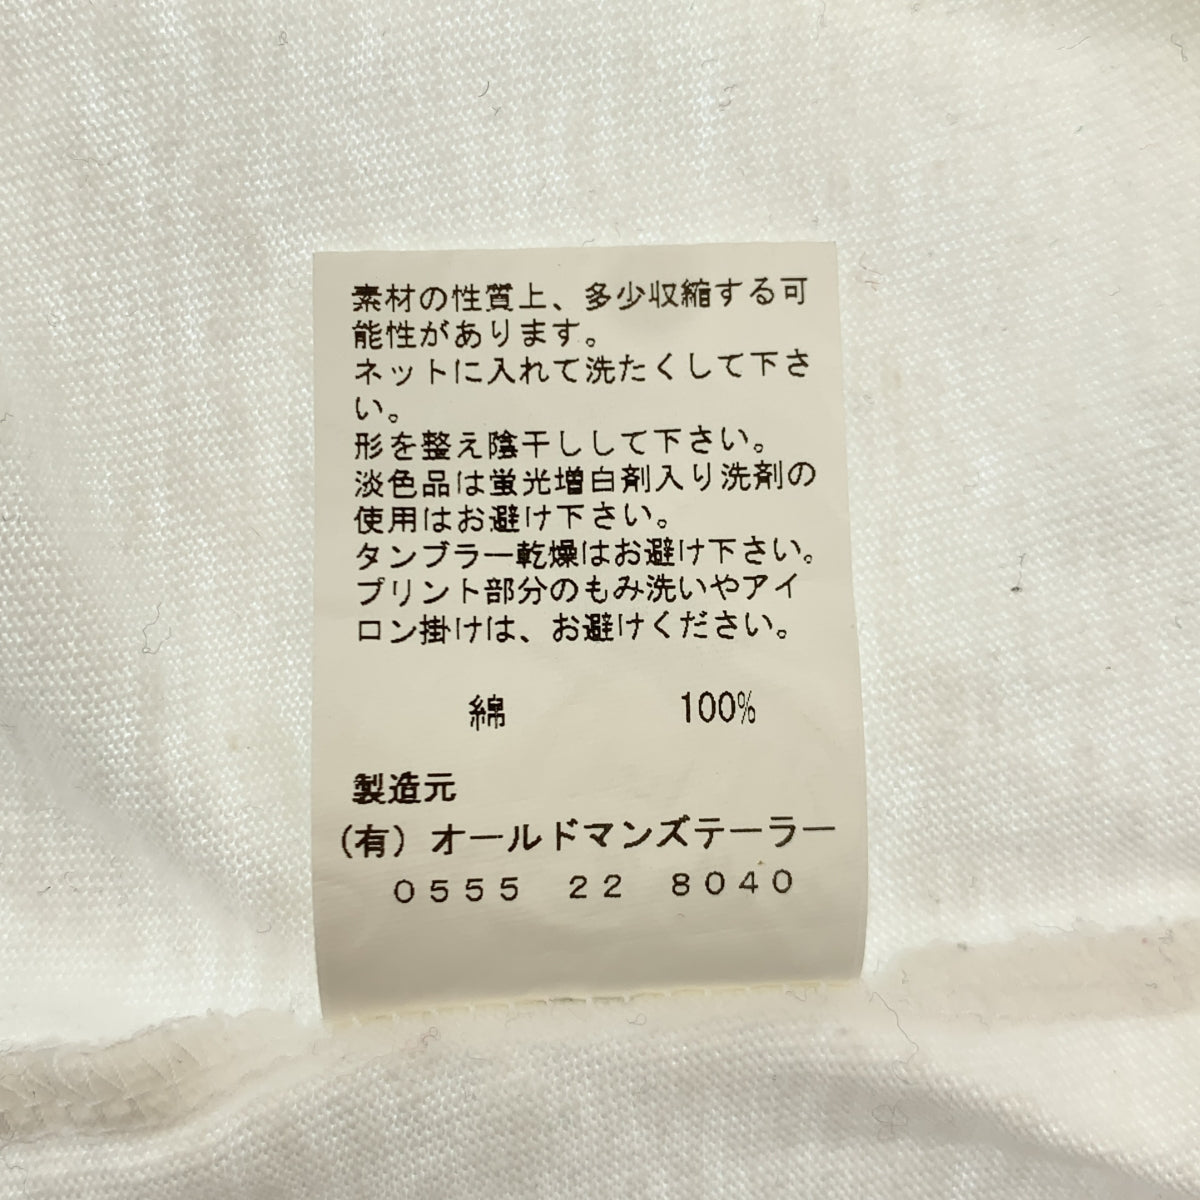 素材の性質上、多少収縮する可
能性があります。
ネットに入れて洗たくして下さ
い。
形を整え陰干しして下さい。
淡色品は蛍光増白剤入り洗剤の
使用はお避け下さい。
タンブラー乾燥はお避け下さい。
プリント部分のもみ洗いやアイ
ロン掛けは、お避けください。
綿 100%
製造元
(有)オールドマンズテーラー
0555 22 8040